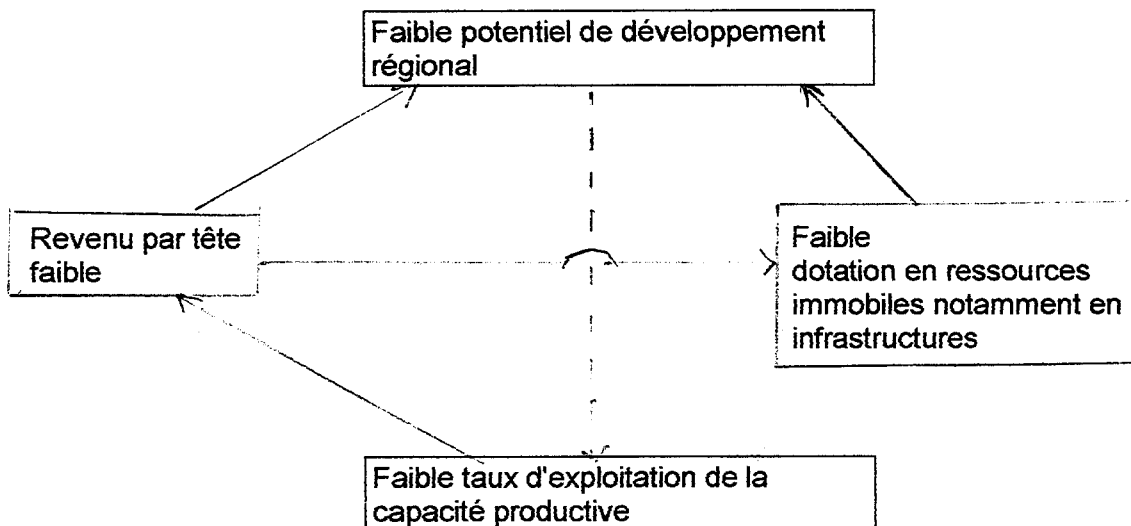 Faible potentiel de développement
régional
Revenu par tête
faible
Faible
dotation en ressources
immobiles notamment en
infrastructures
Faible taux d'exploitation de la
capacité productive